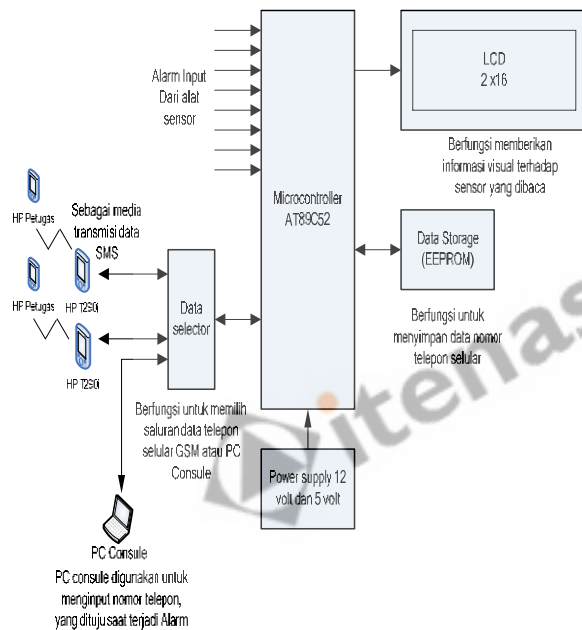 Alarm Input
Dari alat
sensor
LCD
2 x16
Berfungsi memberikan
informasi visual terhadap
sensor yang dibaca
Microcontroller
AT89C52
HP Petugas
Sebagai media
transmisi data
SMS
HP Petugas
HP T290i
HP T290i
Data
selector
Data Storage
(EEPROM)
Berfungsi untuk
menyimpan data nomor
telepon selular
Berfungsi untuk memilih
saluran data telepon
selular GSM atau PC
Consule
Power supply 12
volt dan 5 volt
PC Consule
PC console digunakan untuk
menginput nomor telepon,
yang dituju saat terjadi Alarm
itenas